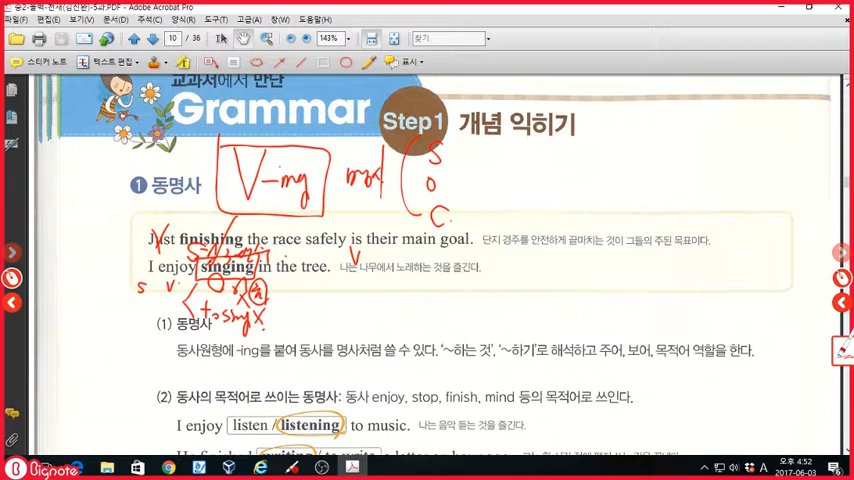 중2-볼먹-천재(김진완)-5과.PDF - Adobe Acrobat Pro
파일(F) 편집(E) 보기(V) 문서(D) 주석(C) 양식(R) 도구(T) 고급(A) 창(W) 도움말(H)
10 / 36 143% 찾기
스티커 노트 텍스트 편집 표시
교과서에서 만난
Grammar
Step1 개념 익히기
V-ing
S
O
C
1 동명사
Just finishing the race safely is their main goal. 단지 경주를 안전하게 끝마치는 것이 그들의 주된 목표이다.
V
I enjoy singing in the tree. 나는 나무에서 노래하는 것을 즐긴다.
S V O
to sing X
(1) 동명사
동사원형에 -ing를 붙여 동사를 명사처럼 쓸 수 있다. ‘~하는 것’, ‘~하기’로 해석하고 주어, 보어, 목적어 역할을 한다.
(2) 동사의 목적어로 쓰이는 동명사: 동사 enjoy, stop, finish, mind 등의 목적어로 쓰인다.
I enjoy listen / listening to music. 나는 음악 듣는 것을 즐긴다.
Bignote
A 오후 4:52
2017-06-03